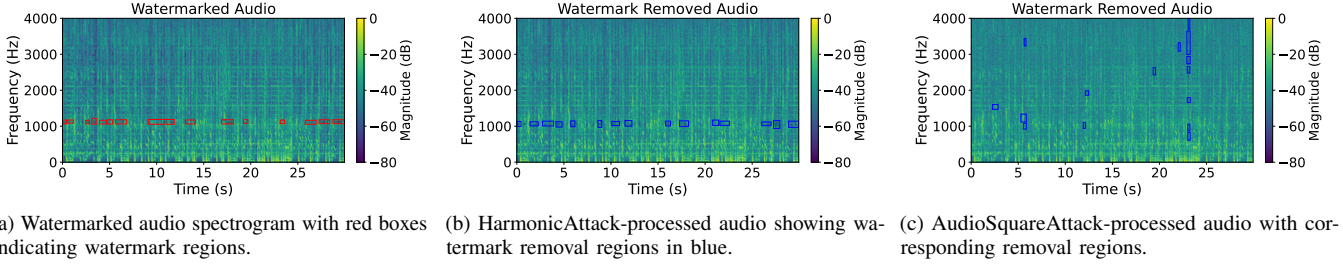 Watermarked Audio
4000
3000
2000
1000
0
Frequency (Hz)
0 5 10 15 20 25
Time (s)
0
−20
−40
−60
−80
Magnitude (dB)
Watermark Removed Audio
4000
3000
2000
1000
0
Frequency (Hz)
0 5 10 15 20 25
Time (s)
0
−20
−40
−60
−80
Magnitude (dB)
Watermark Removed Audio
4000
3000
2000
1000
0
Frequency (Hz)
0 5 10 15 20 25
Time (s)
0
−20
−40
−60
−80
Magnitude (dB)
a) Watermarked audio spectrogram with red boxes
ndicating watermark regions.
(b) HarmonicAttack-processed audio showing wa-
termark removal regions in blue.
(c) AudioSquareAttack-processed audio with cor-
responding removal regions.